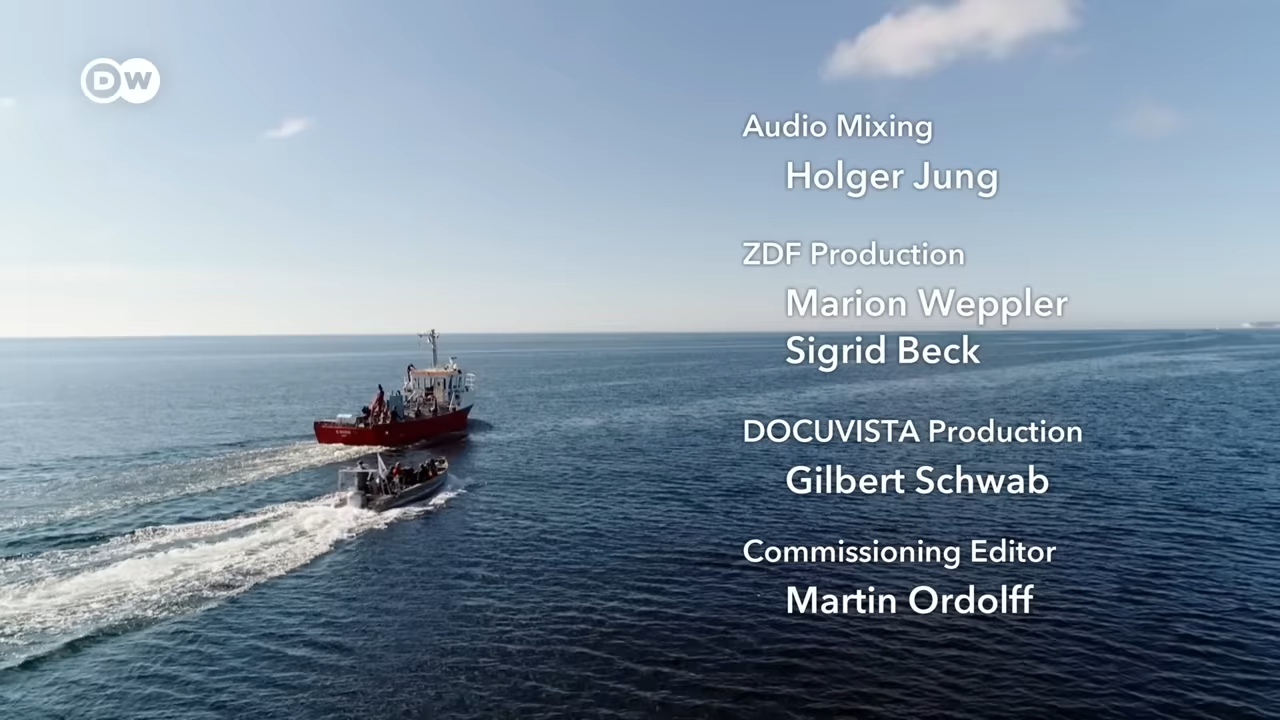 DW
Audio Mixing
Holger Jung
ZDF Production
Marion Weppler
Sigrid Beck
DOCUVISTA Production
Gilbert Schwab
Commissioning Editor
Martin Ordolff